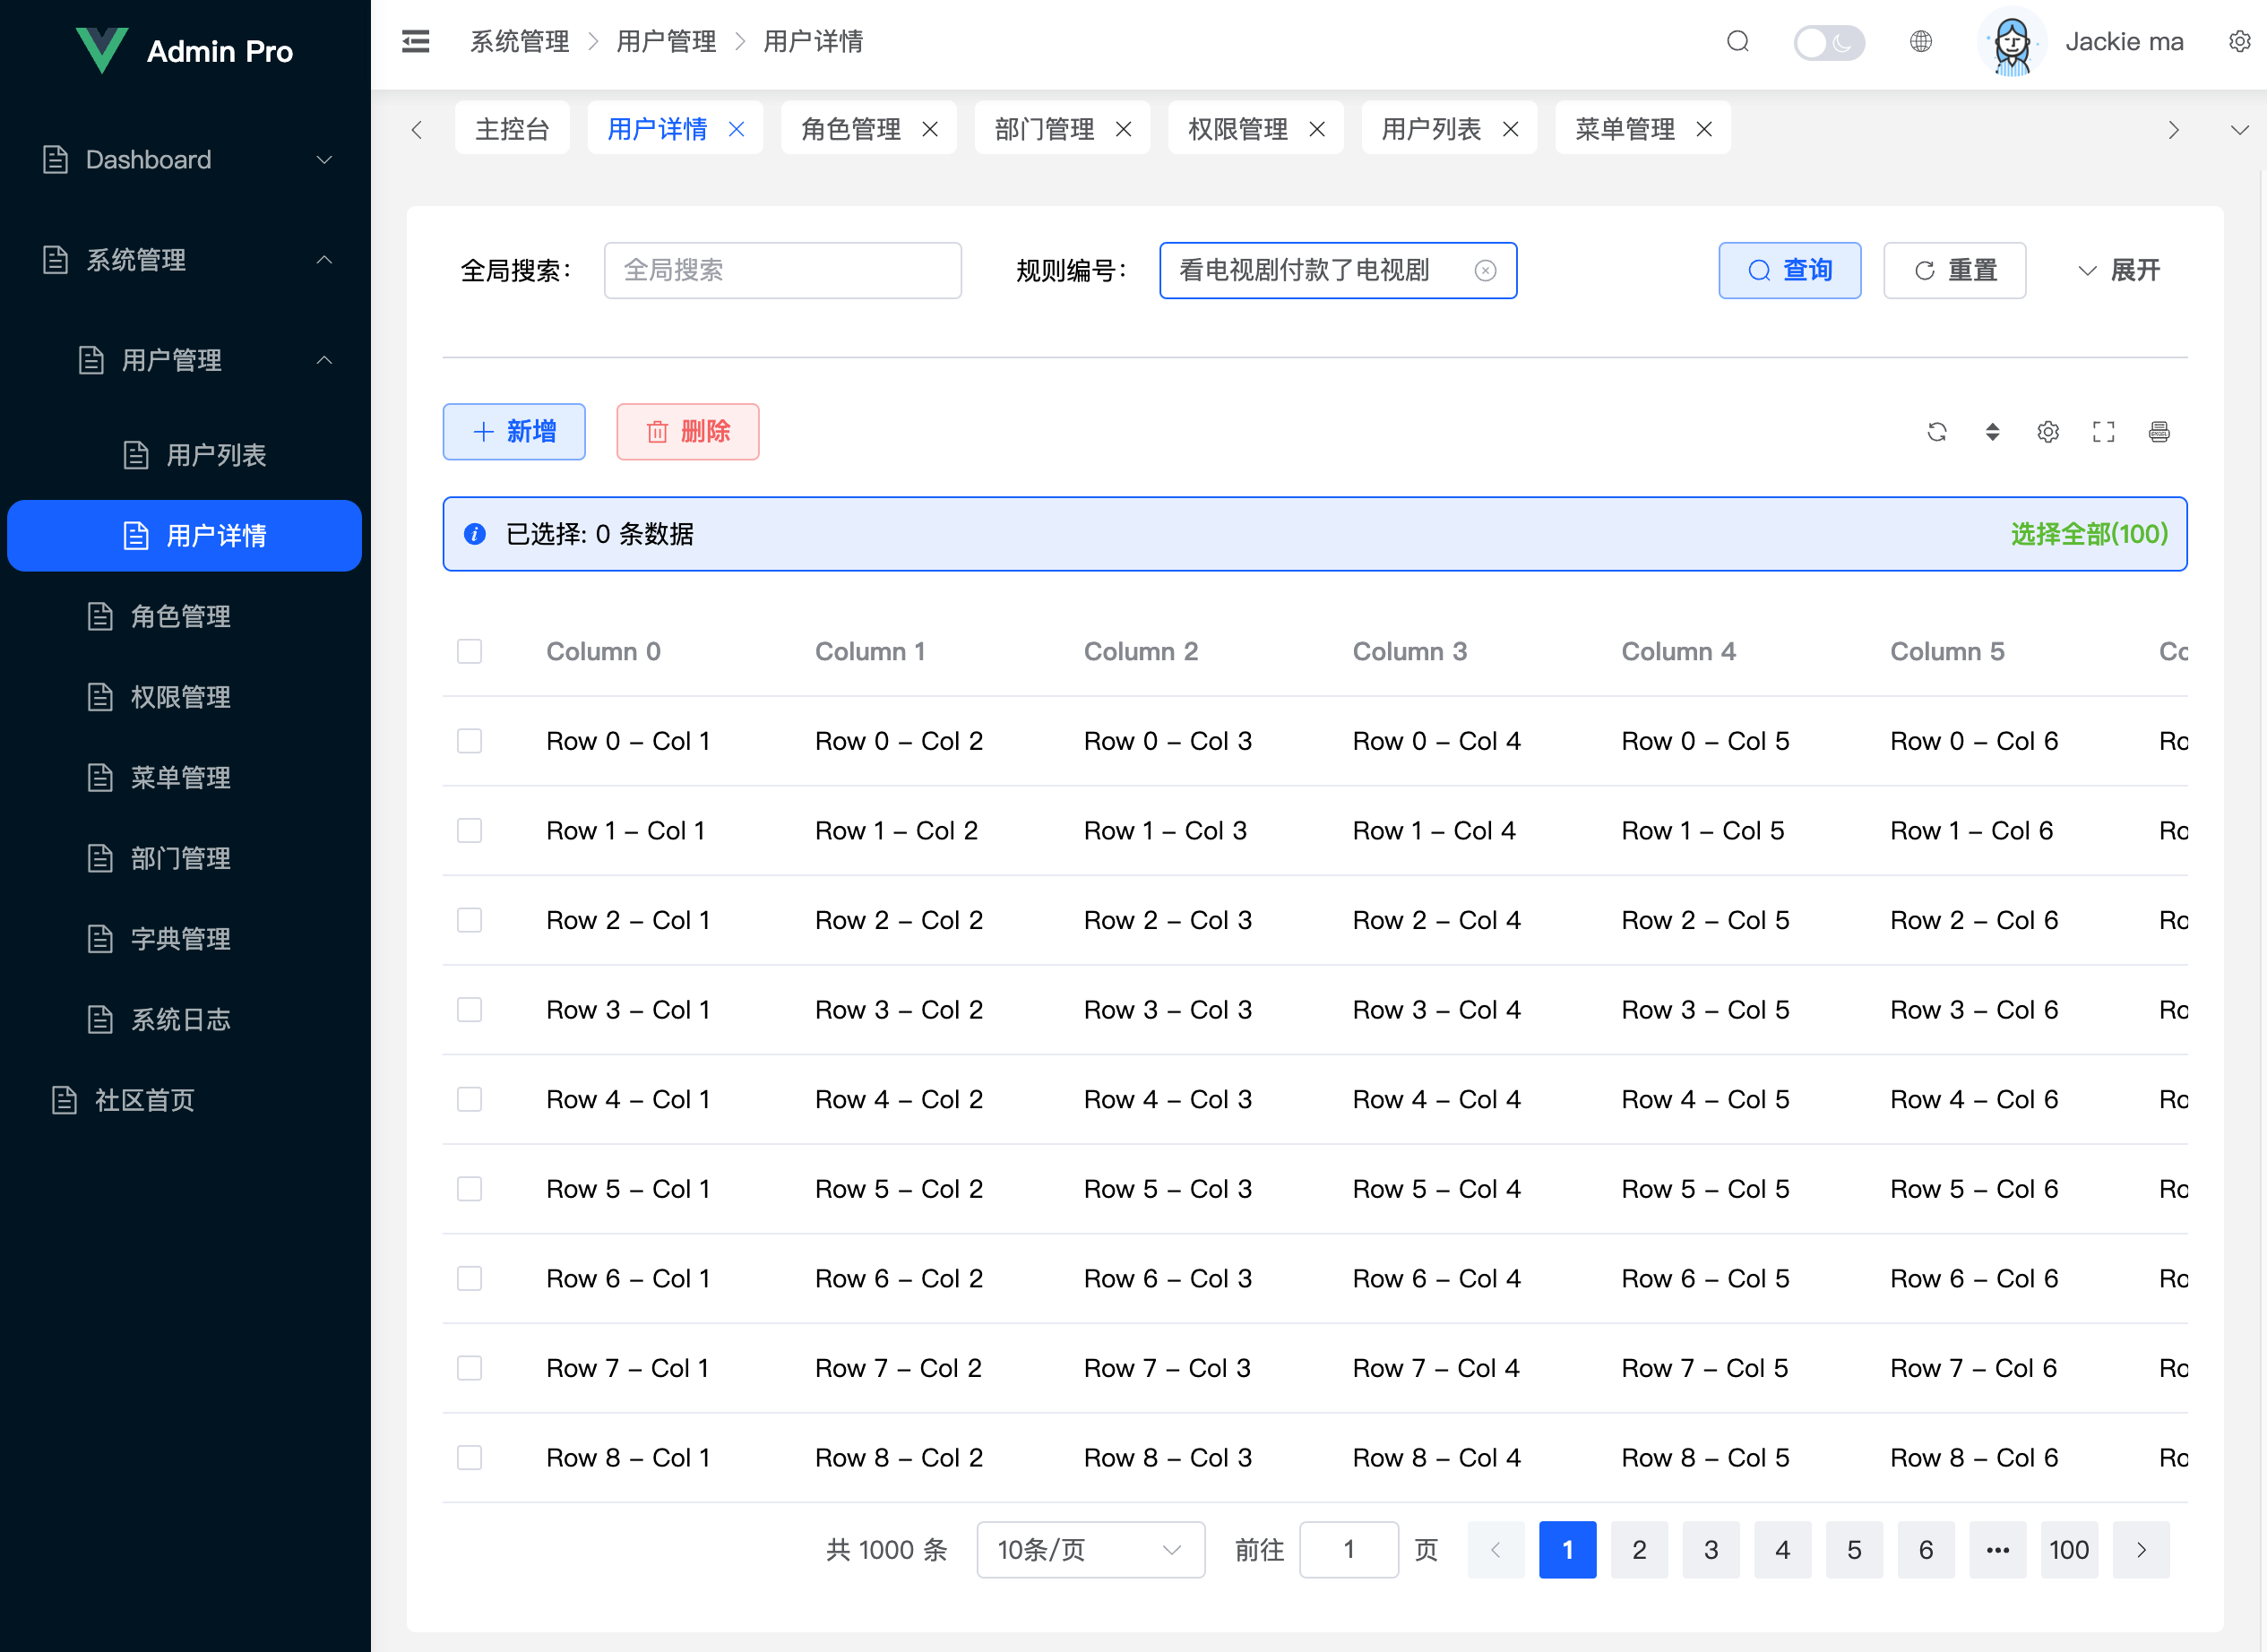 Admin Pro
Dashboard
系统管理
用户管理
用户列表
用户详情
角色管理
权限管理
菜单管理
部门管理
字典管理
系统日志
社区首页
系统管理 > 用户管理 > 用户详情
Jackie ma
主控台 用户详情 角色管理 部门管理 权限管理 用户列表 菜单管理
全局搜索: 全局搜索 规则编号: 看电视剧付款了电视剧 查询 重置 展开
新增 删除
已选择: 0 条数据 选择全部(100)
Column 0 Column 1 Column 2 Column 3 Column 4 Column 5 Co
Row 0 – Col 1 Row 0 – Col 2 Row 0 – Col 3 Row 0 – Col 4 Row 0 – Col 5 Row 0 – Col 6 Ro
Row 1 – Col 1 Row 1 – Col 2 Row 1 – Col 3 Row 1 – Col 4 Row 1 – Col 5 Row 1 – Col 6 Ro
Row 2 – Col 1 Row 2 – Col 2 Row 2 – Col 3 Row 2 – Col 4 Row 2 – Col 5 Row 2 – Col 6 Ro
Row 3 – Col 1 Row 3 – Col 2 Row 3 – Col 3 Row 3 – Col 4 Row 3 – Col 5 Row 3 – Col 6 Ro
Row 4 – Col 1 Row 4 – Col 2 Row 4 – Col 3 Row 4 – Col 4 Row 4 – Col 5 Row 4 – Col 6 Ro
Row 5 – Col 1 Row 5 – Col 2 Row 5 – Col 3 Row 5 – Col 4 Row 5 – Col 5 Row 5 – Col 6 Ro
Row 6 – Col 1 Row 6 – Col 2 Row 6 – Col 3 Row 6 – Col 4 Row 6 – Col 5 Row 6 – Col 6 Ro
Row 7 – Col 1 Row 7 – Col 2 Row 7 – Col 3 Row 7 – Col 4 Row 7 – Col 5 Row 7 – Col 6 Ro
Row 8 – Col 1 Row 8 – Col 2 Row 8 – Col 3 Row 8 – Col 4 Row 8 – Col 5 Row 8 – Col 6 Ro
共 1000 条 10条/页 前往 1 页 1 2 3 4 5 6 ••• 100